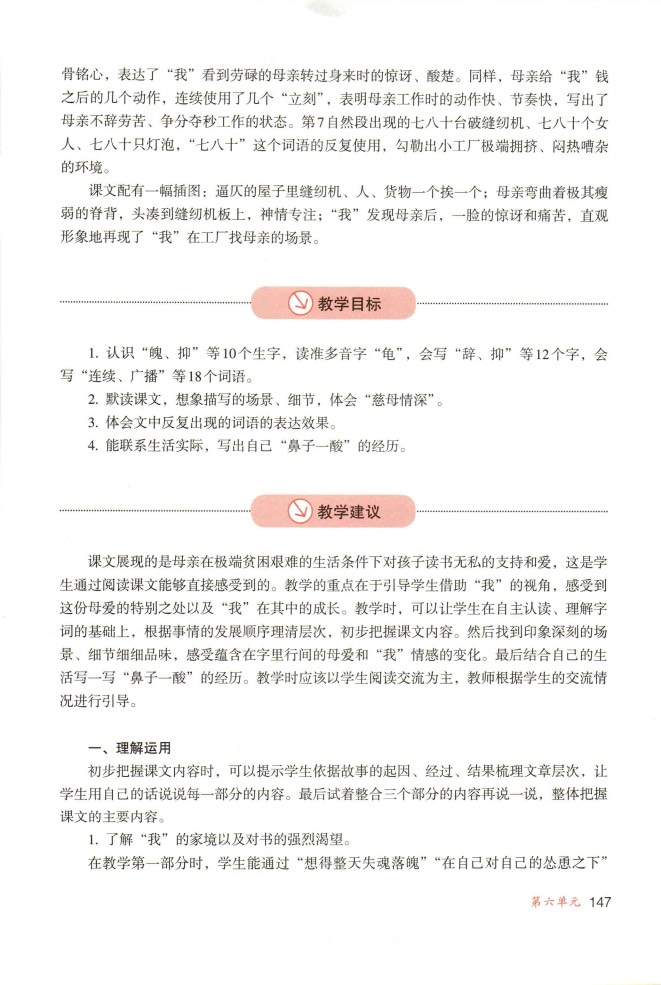 骨铭心，表达了“我”看到劳碌的母亲转过身来时的惊讶、酸楚。同样，母亲给“我”钱
之后的几个动作，连续使用了几个“立刻”，表明母亲工作时的动作快、节奏快，写出了
母亲不辞劳苦、争分夺秒工作的状态。第7自然段出现的七八十台破缝纫机、七八十个女
人、七八十只灯泡，“七八十”这个词语的反复使用，勾勒出小工厂极端拥挤、闷热嘈杂
的环境。
课文配有一幅插图：逼仄的屋子里缝纫机、人、货物一个挨一个；母亲弯曲着极其瘦
弱的脊背，头凑到缝纫机板上，神情专注；“我”发现母亲后，一脸的惊讶和痛苦，直观
形象地再现了“我”在工厂找母亲的场景。
教学目标
1. 认识“魄、抑”等10个生字，读准多音字“龟”，会写“辞、抑”等12个字，会
写“连续、广播”等18个词语。
2. 默读课文，想象描写的场景、细节，体会“慈母情深”。
3. 体会文中反复出现的词语的表达效果。
4. 能联系生活实际，写出自己“鼻子一酸”的经历。
教学建议
课文展现的是母亲在极端贫困艰难的生活条件下对孩子读书无私的支持和爱，这是学
生通过阅读课文能够直接感受到的。教学的重点在于引导学生借助“我”的视角，感受到
这份母爱的特别之处以及“我”在其中的成长。教学时，可以让学生在自主认读、理解字
词的基础上，根据事情的发展顺序理清层次，初步把握课文内容。然后找到印象深刻的场
景、细节细细品味，感受蕴含在字里行间的母爱和“我”情感的变化。最后结合自己的生
活写一写“鼻子一酸”的经历。教学时应该以学生阅读交流为主，教师根据学生的交流情
况进行引导。
一、理解运用
初步把握课文内容时，可以提示学生依据故事的起因、经过、结果梳理文章层次，让
学生用自己的话说说每一部分的内容。最后试着整合三个部分的内容再说一说，整体把握
课文的主要内容。
1. 了解“我”的家境以及对书的强烈渴望。
在教学第一部分时，学生能通过“想得整天失魂落魄”“在自己对自己的怂恿之下”
第六单元 147